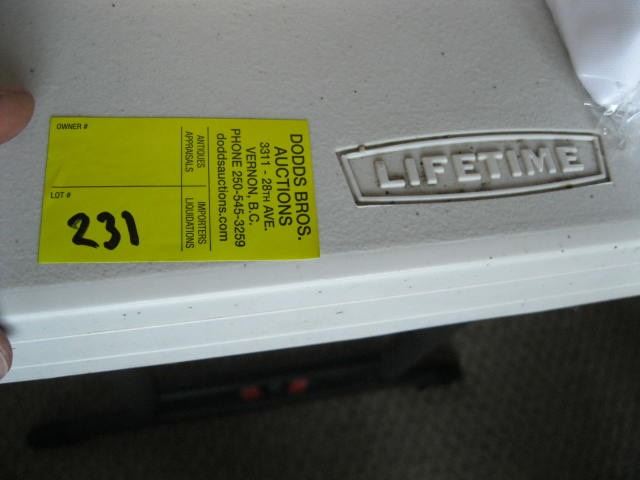 OWNER #
LOT #
231
ANTIQUES
APPRAISALS
IMPORTERS
LIQUIDATIONS
DODDS BROS.
AUCTIONS
3311 - 28TH AVE.
VERNON, B.C.
PHONE 250-545-3259
doddsauctions.com
LIFETIME